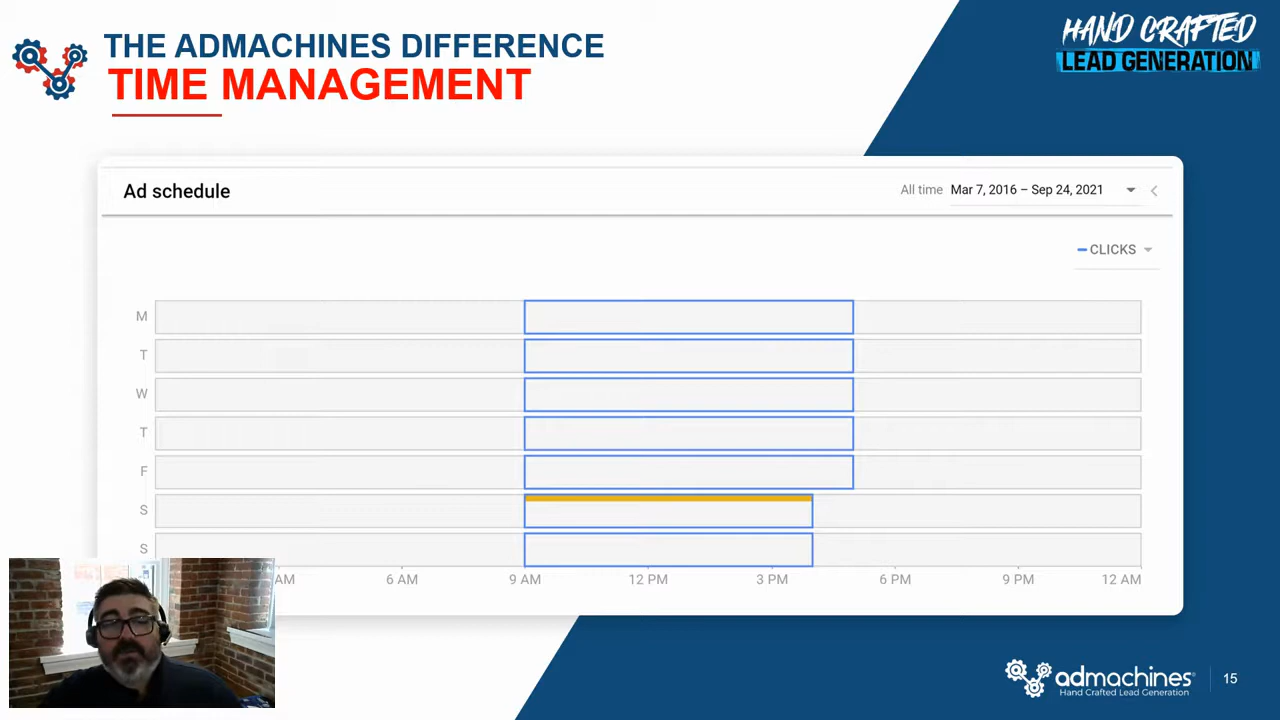 THE ADMACHINES DIFFERENCE
TIME MANAGEMENT
HAND CRAFTED
LEAD GENERATION
Ad schedule
All time Mar 7, 2016 – Sep 24, 2021
CLICKS
M
T
W
T
F
S
S
AM 6 AM 9 AM 12 PM 3 PM 6 PM 9 PM 12 AM
admachines®
Hand Crafted Lead Generation
15